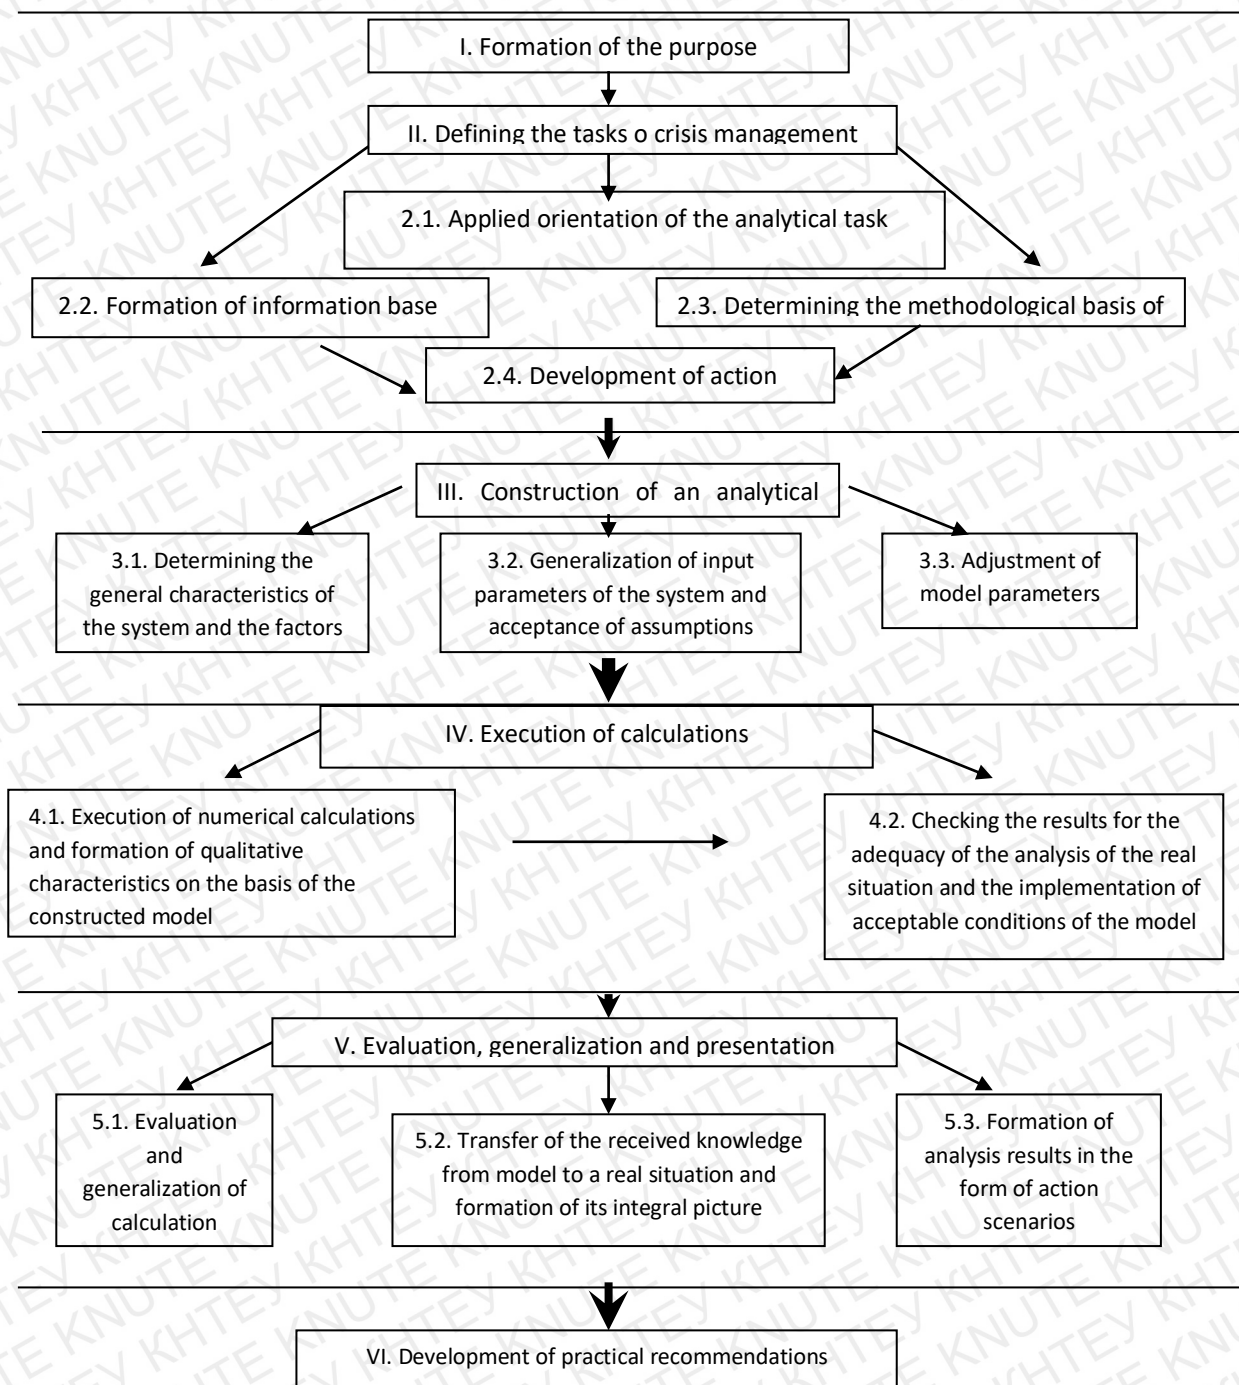 I. Formation of the purpose
II. Defining the tasks o crisis management
2.1. Applied orientation of the analytical task
2.2. Formation of information base
2.3. Determining the methodological basis of
2.4. Development of action
III. Construction of an analytical
3.1. Determining the
general characteristics of
the system and the factors
3.2. Generalization of input
parameters of the system and
acceptance of assumptions
3.3. Adjustment of
model parameters
IV. Execution of calculations
4.1. Execution of numerical calculations
and formation of qualitative
characteristics on the basis of the
constructed model
4.2. Checking the results for the
adequacy of the analysis of the real
situation and the implementation of
acceptable conditions of the model
V. Evaluation, generalization and presentation
5.1. Evaluation
and
generalization of
calculation
5.2. Transfer of the received knowledge
from model to a real situation and
formation of its integral picture
5.3. Formation of
analysis results in the
form of action
scenarios
VI. Development of practical recommendations
KNUTE КНТЕУ